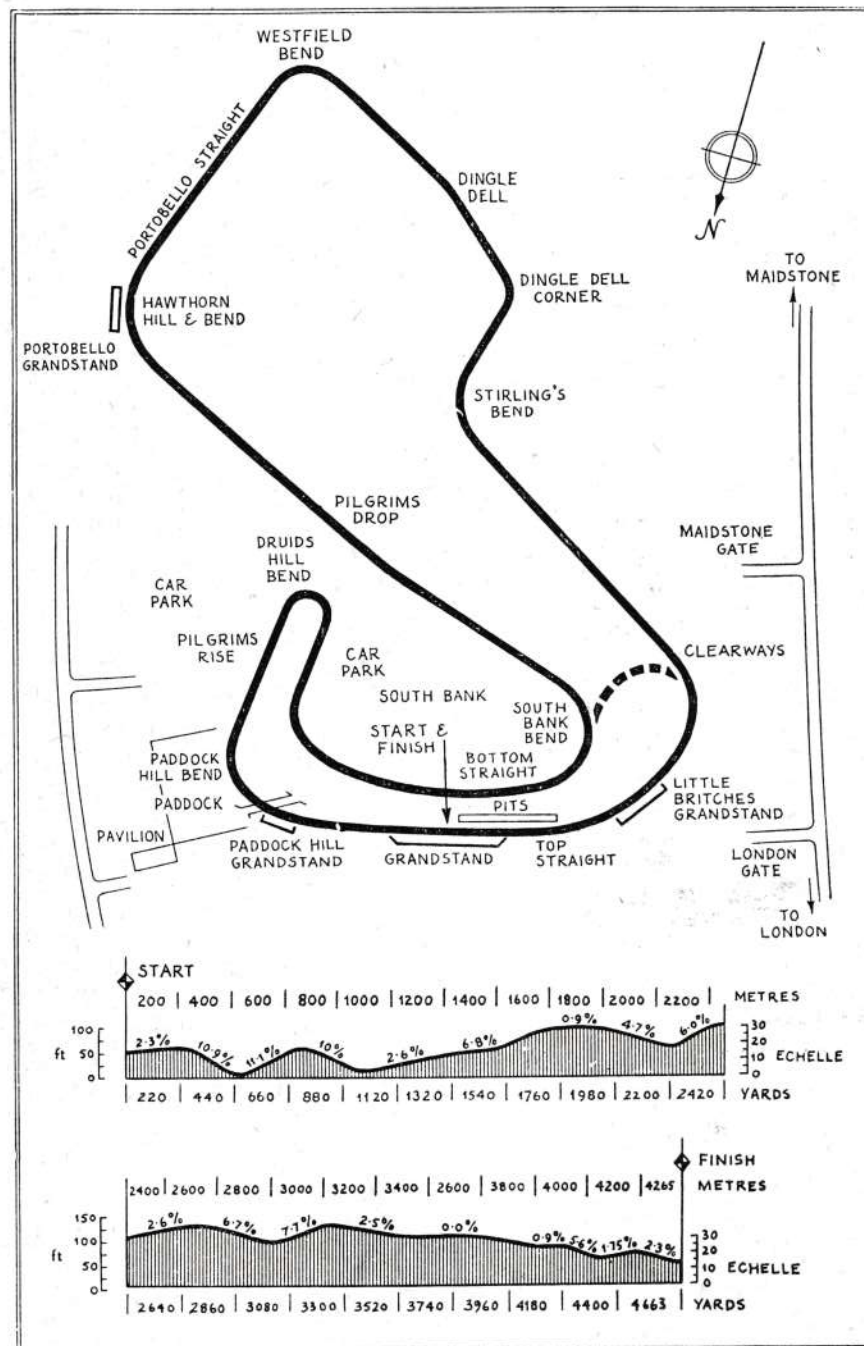 WESTFIELD
BEND
PORTOBELLO STRAIGHT
DINGLE
DELL
N
TO
MAIDSTONE
HAWTHORN
HILL & BEND
DINGLE DELL
CORNER
PORTOBELLO
GRANDSTAND
STIRLING'S
BEND
PILGRIMS
DROP
MAIDSTONE
GATE
DRUIDS
HILL
BEND
CAR
PARK
PILGRIMS
RISE
CAR
PARK
CLEARWAYS
SOUTH BANK
SOUTH
BANK
BEND
START &
FINISH
BOTTOM
STRAIGHT
PADDOCK
HILL BEND
PITS
LITTLE
BRITCHES
GRANDSTAND
PADDOCK
PAVILION
PADDOCK HILL
GRANDSTAND
GRANDSTAND
TOP
STRAIGHT
LONDON
GATE
TO
LONDON
START
200 400 600 800 1000 1200 1400 1600 1800 2000 2200 METRES
100
50
0
ft
2.3% 10.9% 11.1% 10% 2.6% 6.8% 0.9% 4.7% 6.0%
30
20
10
0
ECHELLE
220 440 660 880 1120 1320 1540 1760 1980 2200 2420 YARDS
FINISH
2400 2600 2800 3000 3200 3400 2600 3800 4000 4200 4265 METRES
150
100
50
0
ft
2.6% 6.7% 7.7% 2.5% 0.0% 0.9% 5.6% 1.75% 2.3%
30
20
10
0
ECHELLE
2640 2860 3080 3300 3520 3740 3960 4180 4400 4663 YARDS